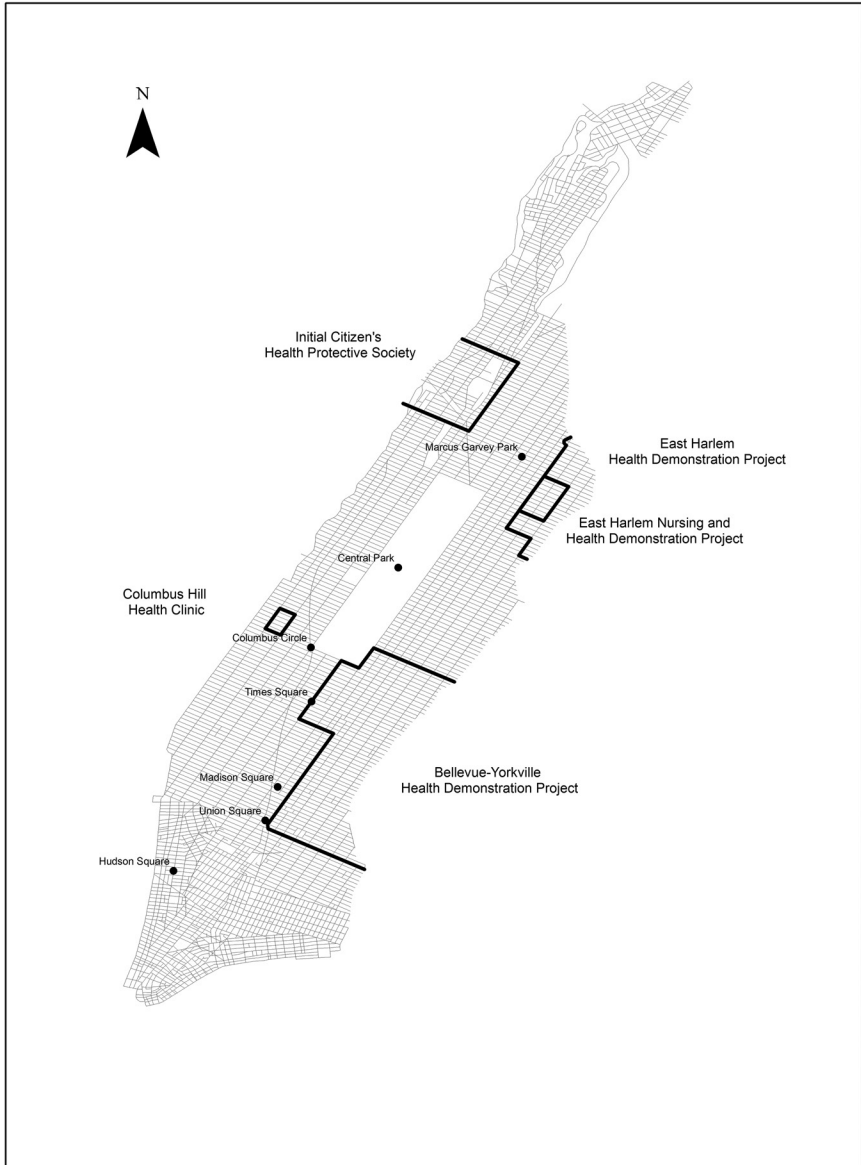 N
Initial Citizen's
Health Protective Society
Marcus Garvey Park
East Harlem
Health Demonstration Project
East Harlem Nursing and
Health Demonstration Project
Central Park
Columbus Hill
Health Clinic
Columbus Circle
Times Square
Bellevue-Yorkville
Health Demonstration Project
Madison Square
Union Square
Hudson Square